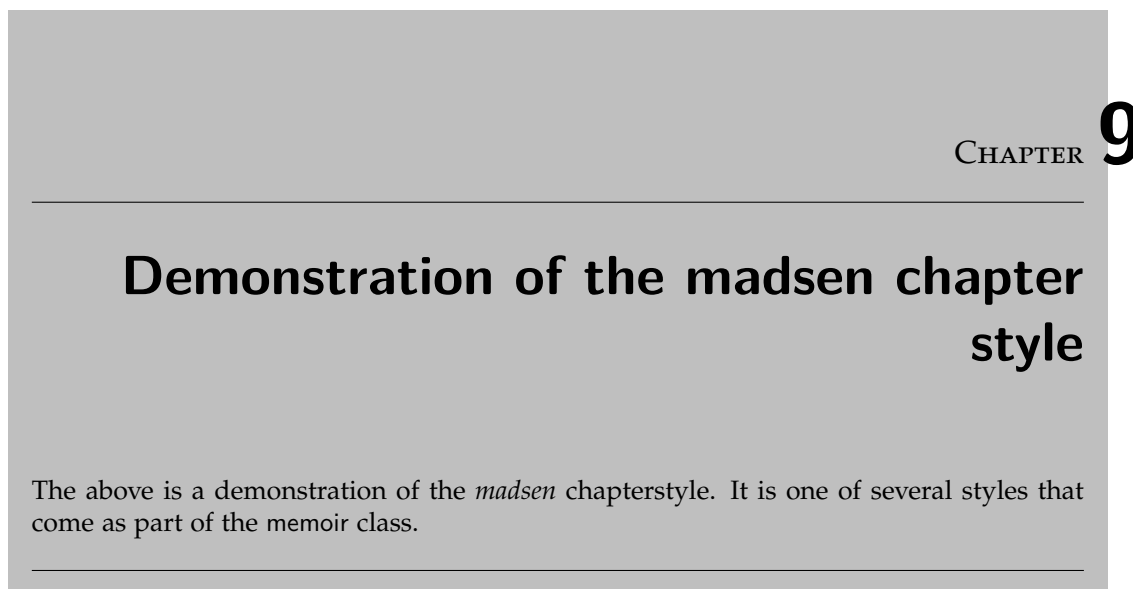 Chapter 9
Demonstration of the madsen chapter
style
The above is a demonstration of the madsen chapterstyle. It is one of several styles that
come as part of the memoir class.